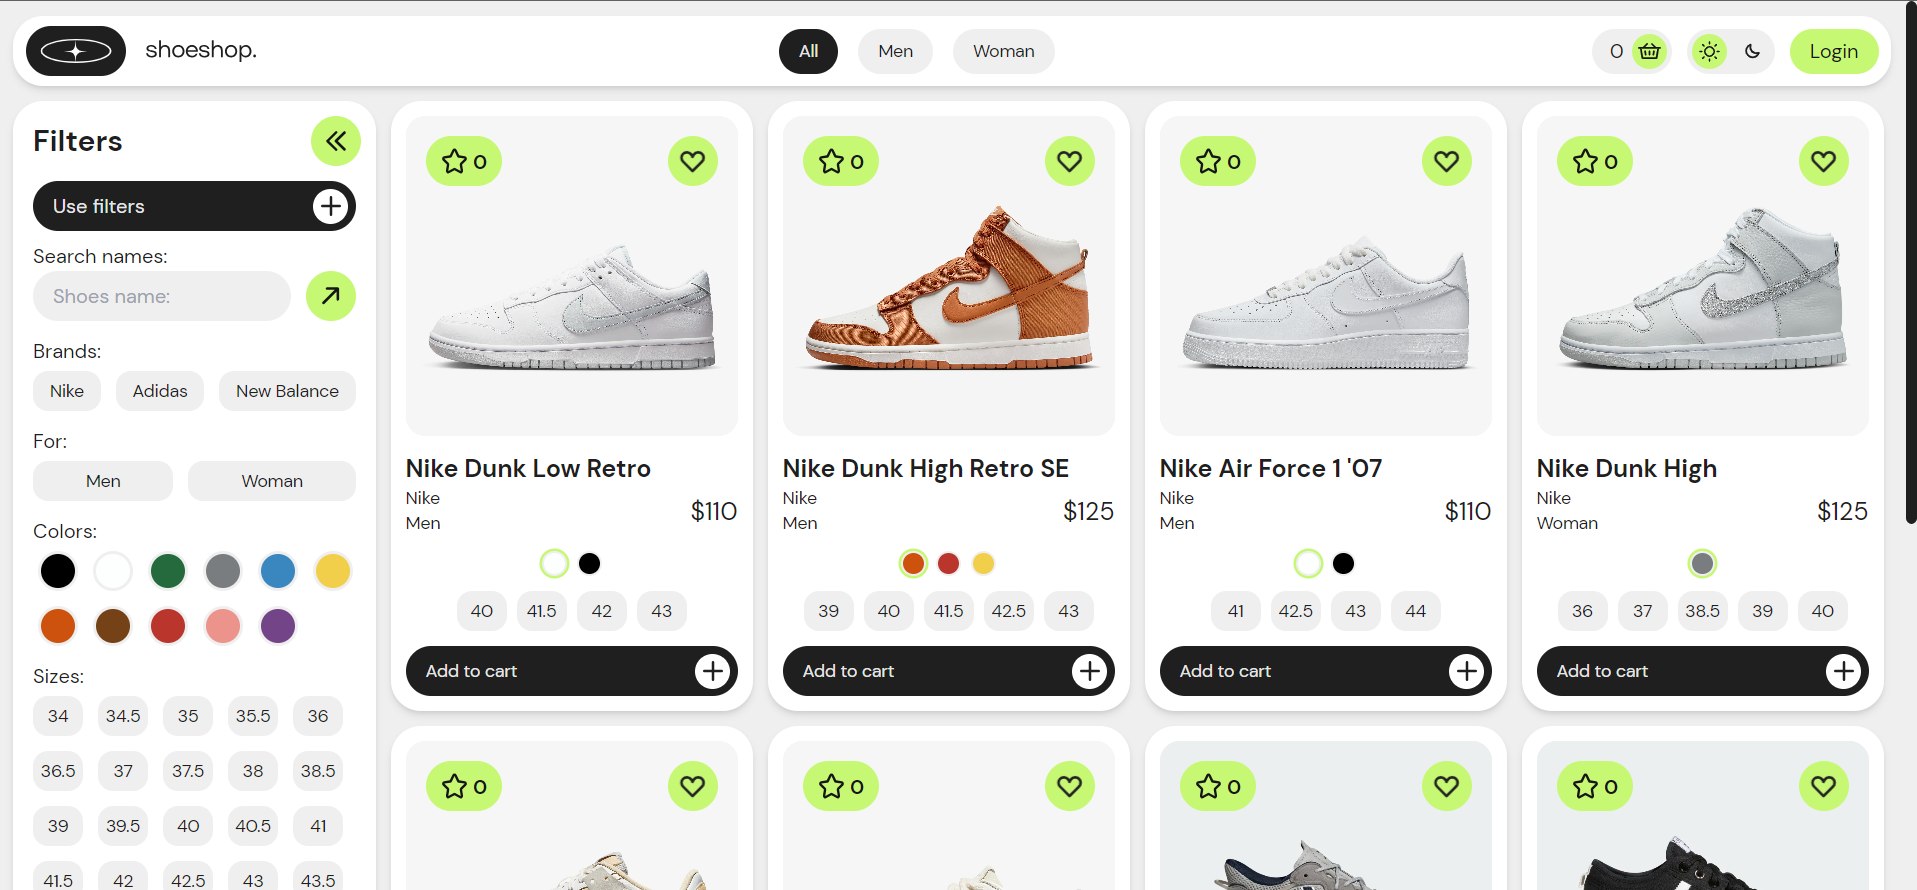 shoeshop.
All
Men
Woman
0
Login
Filters
Use filters
Search names:
Shoes name:
Brands:
Nike
Adidas
New Balance
For:
Men
Woman
Colors:
Sizes:
34
34.5
35
35.5
36
36.5
37
37.5
38
38.5
39
39.5
40
40.5
41
41.5
42
42.5
43
43.5
0
Nike Dunk Low Retro
Nike
Men
$110
40
41.5
42
43
Add to cart
0
Nike Dunk High Retro SE
Nike
Men
$125
39
40
41.5
42.5
43
Add to cart
0
Nike Air Force 1 '07
Nike
Men
$110
41
42.5
43
44
Add to cart
0
Nike Dunk High
Nike
Woman
$125
36
37
38.5
39
40
Add to cart
0
0
0
0